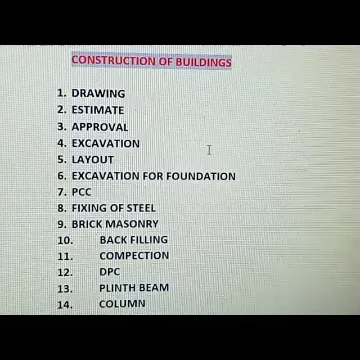 CONSTRUCTION OF BUILDINGS
1. DRAWING
2. ESTIMATE
3. APPROVAL
4. EXCAVATION
5. LAYOUT
6. EXCAVATION FOR FOUNDATION
7. PCC
8. FIXING OF STEEL
9. BRICK MASONRY
10. BACK FILLING
11. COMPECTION
12. DPC
13. PLINTH BEAM
14. COLUMN